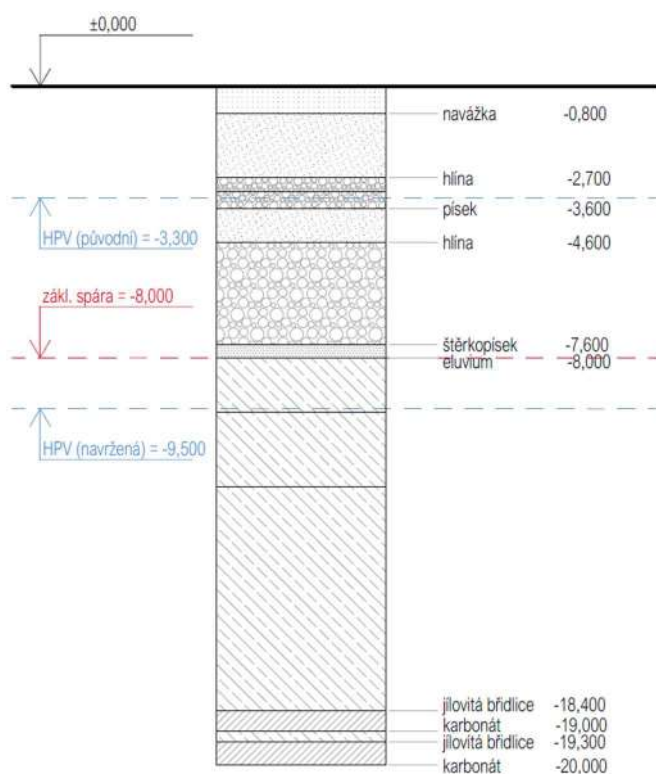 ±0,000
navážka -0,800
hlína -2,700
písek -3,600
HPV (původní) = -3,300
hlína -4,600
zákl. spára = -8,000
štěrkopísek -7,600
eluvium -8,000
HPV (navržená) = -9,500
jílovitá břidlice -18,400
karbonát -19,000
jílovitá břidlice -19,300
karbonát -20,000